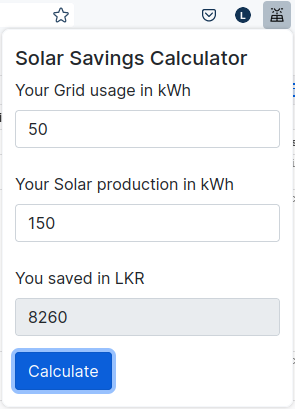 L
Solar Savings Calculator
Your Grid usage in kWh
50
Your Solar production in kWh
150
You saved in LKR
8260
Calculate